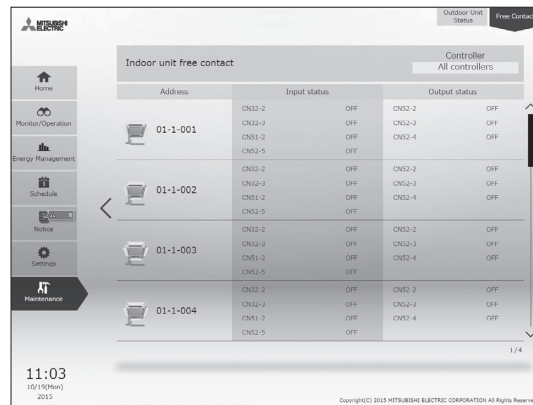 MITSUBISHI
ELECTRIC
Outdoor Unit
Status
Free Contact
Indoor unit free contact
Controller
All controllers
Home
Monitor/Operation
Energy Management
Schedule
Notice
Settings
Maintenance
Address
Input status
Output status
01-1-001
CN32-2 OFF CN52-2 OFF
CN32-3 OFF CN52-3 OFF
CN51-2 OFF CN52-4 OFF
CN52-5 OFF
01-1-002
CN32-2 OFF CN52-2 OFF
CN32-3 OFF CN52-3 OFF
CN51-2 OFF CN52-4 OFF
CN52-5 OFF
01-1-003
CN32-2 OFF CN52-2 OFF
CN32-3 OFF CN52-3 OFF
CN51-2 OFF CN52-4 OFF
CN52-5 OFF
01-1-004
CN32-2 OFF CN52-2 OFF
CN32-3 OFF CN52-3 OFF
CN51-2 OFF CN52-4 OFF
CN52-5 OFF
1/4
11:03
10/19(Mon)
2015
Copyright(C) 2015 MITSUBISHI ELECTRIC CORPORATION All Rights Reserve